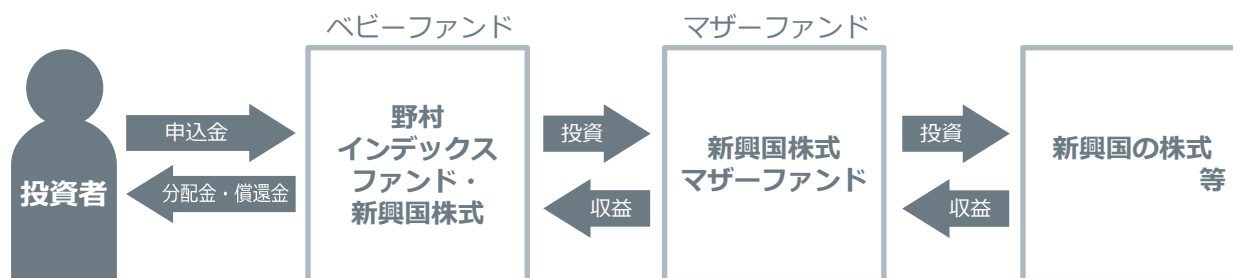 ベビーファンド
マザーファンド
投資者
申込金
分配金・償還金
野村
インデックス
ファンド・
新興国株式
投資
収益
新興国株式
マザーファンド
投資
収益
新興国の株式
等